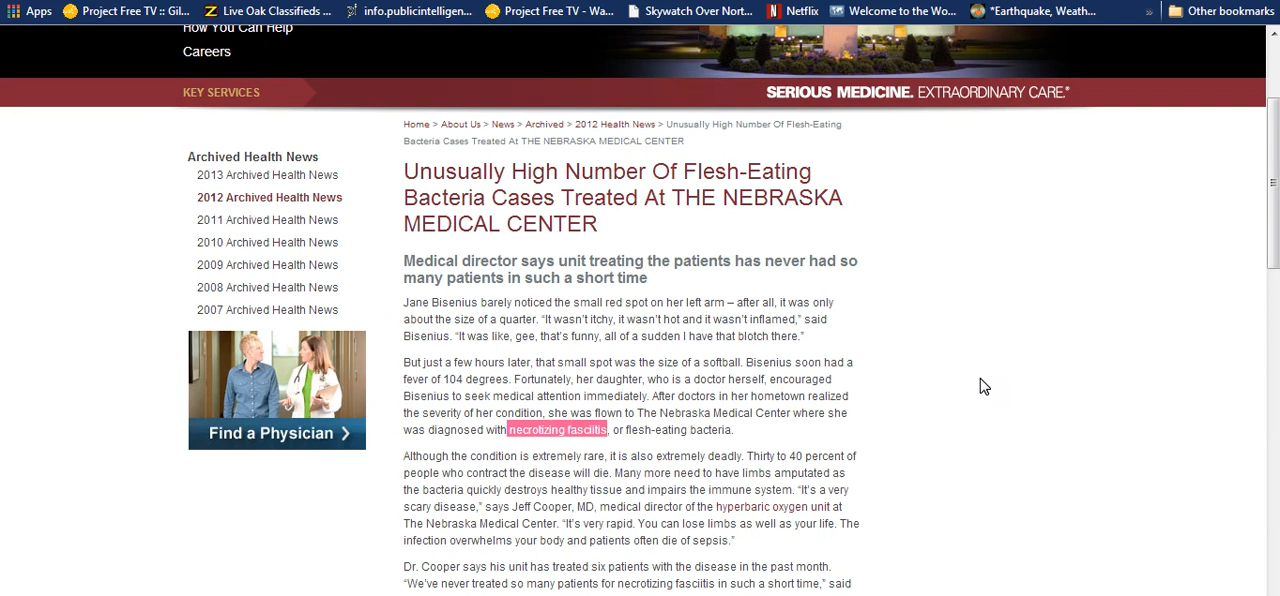 Apps Project Free TV :: Gil... Live Oak Classifieds ... info.publicintelligen... Project Free TV - Wa... Skywatch Over Nort... Netflix Welcome to the Wo... *Earthquake, Weath... » Other bookmarks
How You Can Help
Careers
KEY SERVICES
SERIOUS MEDICINE. EXTRAORDINARY CARE.®
Home > About Us > News > Archived > 2012 Health News > Unusually High Number Of Flesh-Eating
Bacteria Cases Treated At THE NEBRASKA MEDICAL CENTER
Archived Health News
2013 Archived Health News
2012 Archived Health News
2011 Archived Health News
2010 Archived Health News
2009 Archived Health News
2008 Archived Health News
2007 Archived Health News
Find a Physician
Unusually High Number Of Flesh-Eating
Bacteria Cases Treated At THE NEBRASKA
MEDICAL CENTER
Medical director says unit treating the patients has never had so
many patients in such a short time
Jane Bisenius barely noticed the small red spot on her left arm – after all, it was only
about the size of a quarter. “It wasn’t itchy, it wasn’t hot and it wasn’t inflamed,” said
Bisenius. “It was like, gee, that’s funny, all of a sudden I have that blotch there.”
But just a few hours later, that small spot was the size of a softball. Bisenius soon had a
fever of 104 degrees. Fortunately, her daughter, who is a doctor herself, encouraged
Bisenius to seek medical attention immediately. After doctors in her hometown realized
the severity of her condition, she was flown to The Nebraska Medical Center where she
was diagnosed with necrotizing fasciitis, or flesh-eating bacteria.
Although the condition is extremely rare, it is also extremely deadly. Thirty to 40 percent of
people who contract the disease will die. Many more need to have limbs amputated as
the bacteria quickly destroys healthy tissue and impairs the immune system. “It’s a very
scary disease,” says Jeff Cooper, MD, medical director of the hyperbaric oxygen unit at
The Nebraska Medical Center. “It’s very rapid. You can lose limbs as well as your life. The
infection overwhelms your body and patients often die of sepsis.”
Dr. Cooper says his unit has treated six patients with the disease in the past month.
“We’ve never treated so many patients for necrotizing fasciitis in such a short time,” said